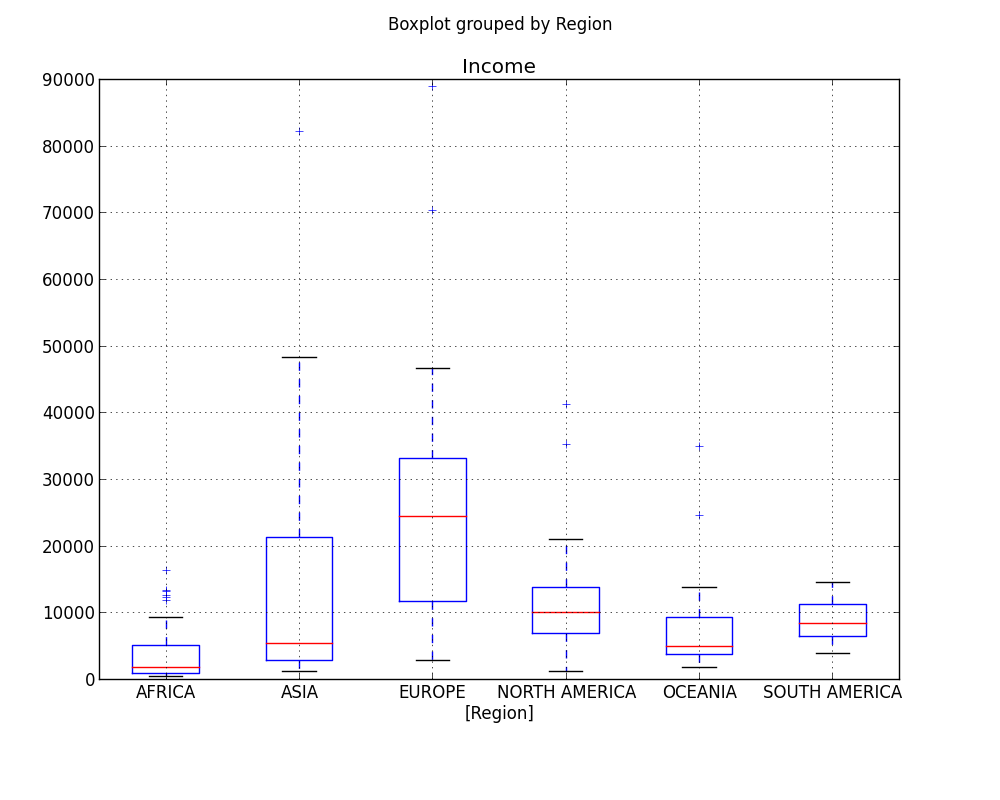 Boxplot grouped by Region
Income
90000
80000
70000
60000
50000
40000
30000
20000
10000
0
AFRICA ASIA EUROPE NORTH AMERICA OCEANIA SOUTH AMERICA
[Region]